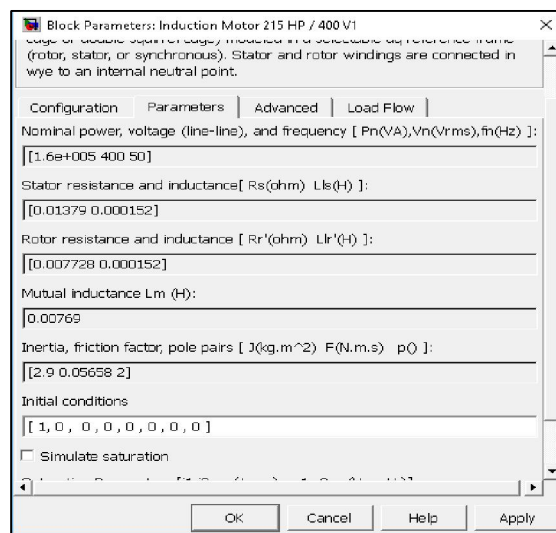 Block Parameters: Induction Motor 215 HP / 400 V1
(rotor, stator, or synchronous). Stator and rotor windings are connected in
wye to an internal neutral point.
Configuration Parameters Advanced Load Flow
Nominal power, voltage (line-line), and frequency [ Pn(VA),Vn(Vrms),fn(Hz) ]:
[1.6e+005 400 50]
Stator resistance and inductance[ Rs(ohm) Lls(H) ]:
[0.01379 0.000152]
Rotor resistance and inductance [ Rr'(ohm) Llr'(H) ]:
[0.007728 0.000152]
Mutual inductance Lm (H):
0.00769
Inertia, friction factor, pole pairs [ J(kg.m^2) F(N.m.s) p() ]:
[2.9 0.05658 2]
Initial conditions
[ 1,0 , 0 ,0 ,0 ,0 ,0 ,0 ]
Simulate saturation
OK Cancel Help Apply